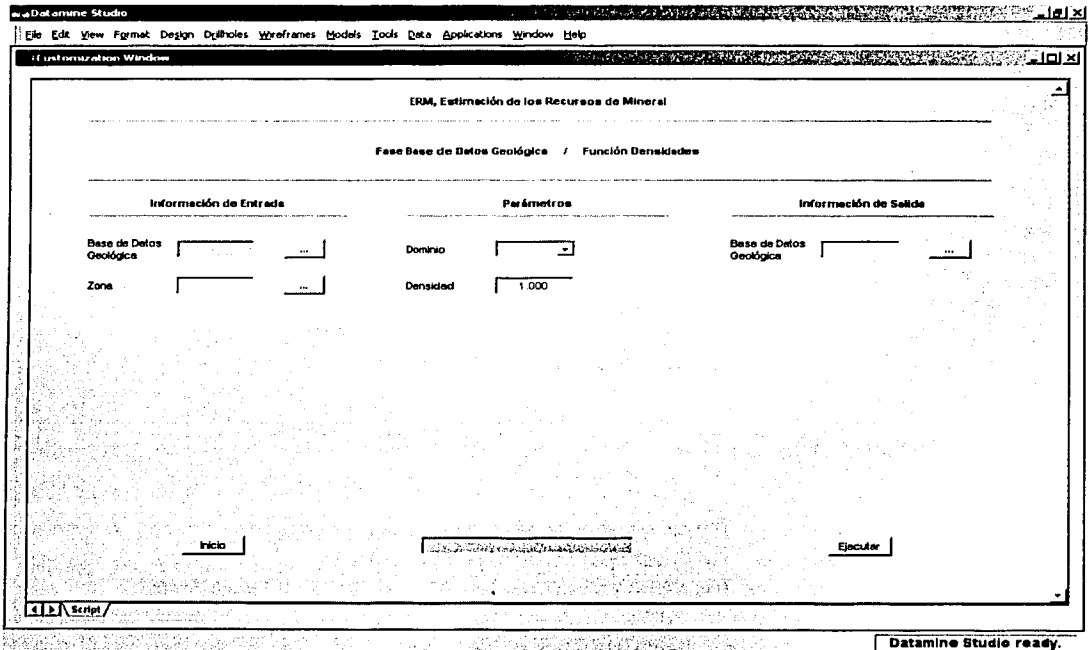 Datamine Studio
File Edit View Format Design Drillholes Wireframes Models Tools Data Applications Window Help
Customization Window
ERM, Estimación de los Recursos de Mineral
Fase Base de Datos Geológica / Función Densidades
Información de Entrada Parámetros Información de Salida
Base de Datos Geológica ... Dominio Base de Datos Geológica ...
Zona ... Densidad 1.000
Inicio Ejecutar
Script
Datamine Studio ready.